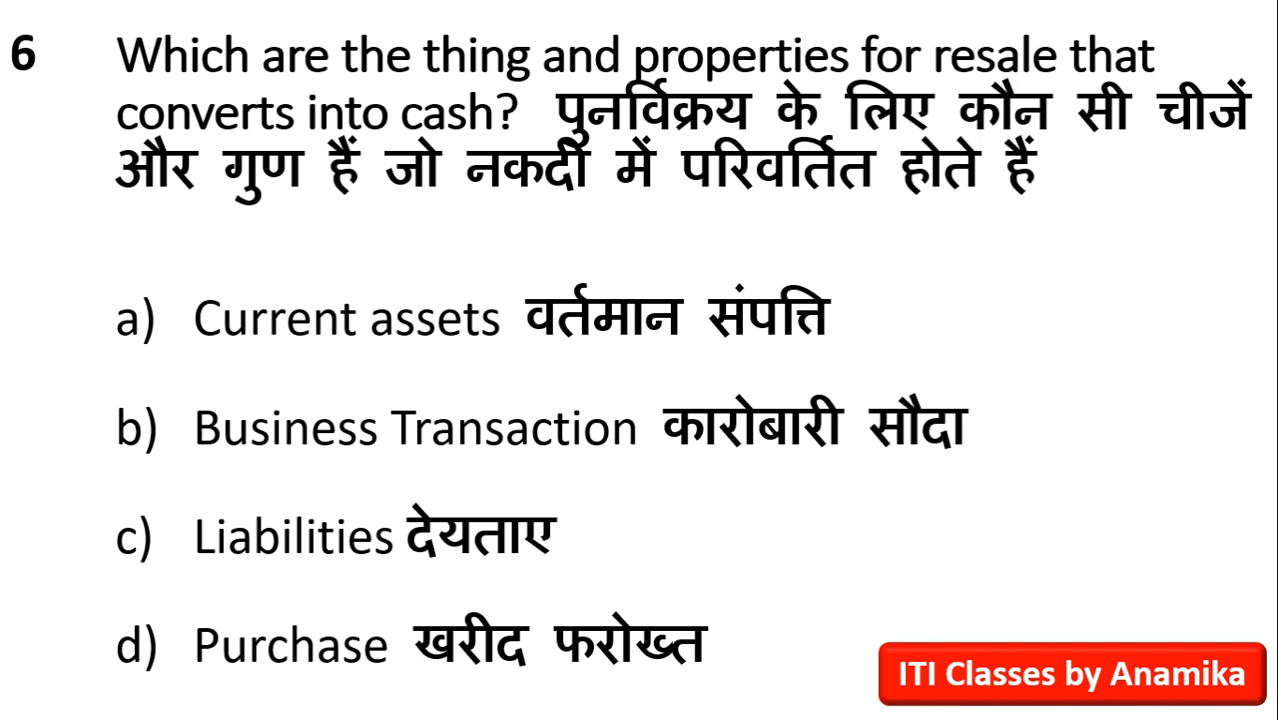 6 Which are the thing and properties for resale that
converts into cash? पुनर्विक्रय के लिए कौन सी चीजें
और गुण हैं जो नकदी में परिवर्तित होते हैं
a) Current assets वर्तमान संपत्ति
b) Business Transaction कारोबारी सौदा
c) Liabilities देयताए
d) Purchase खरीद फरोख्त
ITI Classes by Anamika